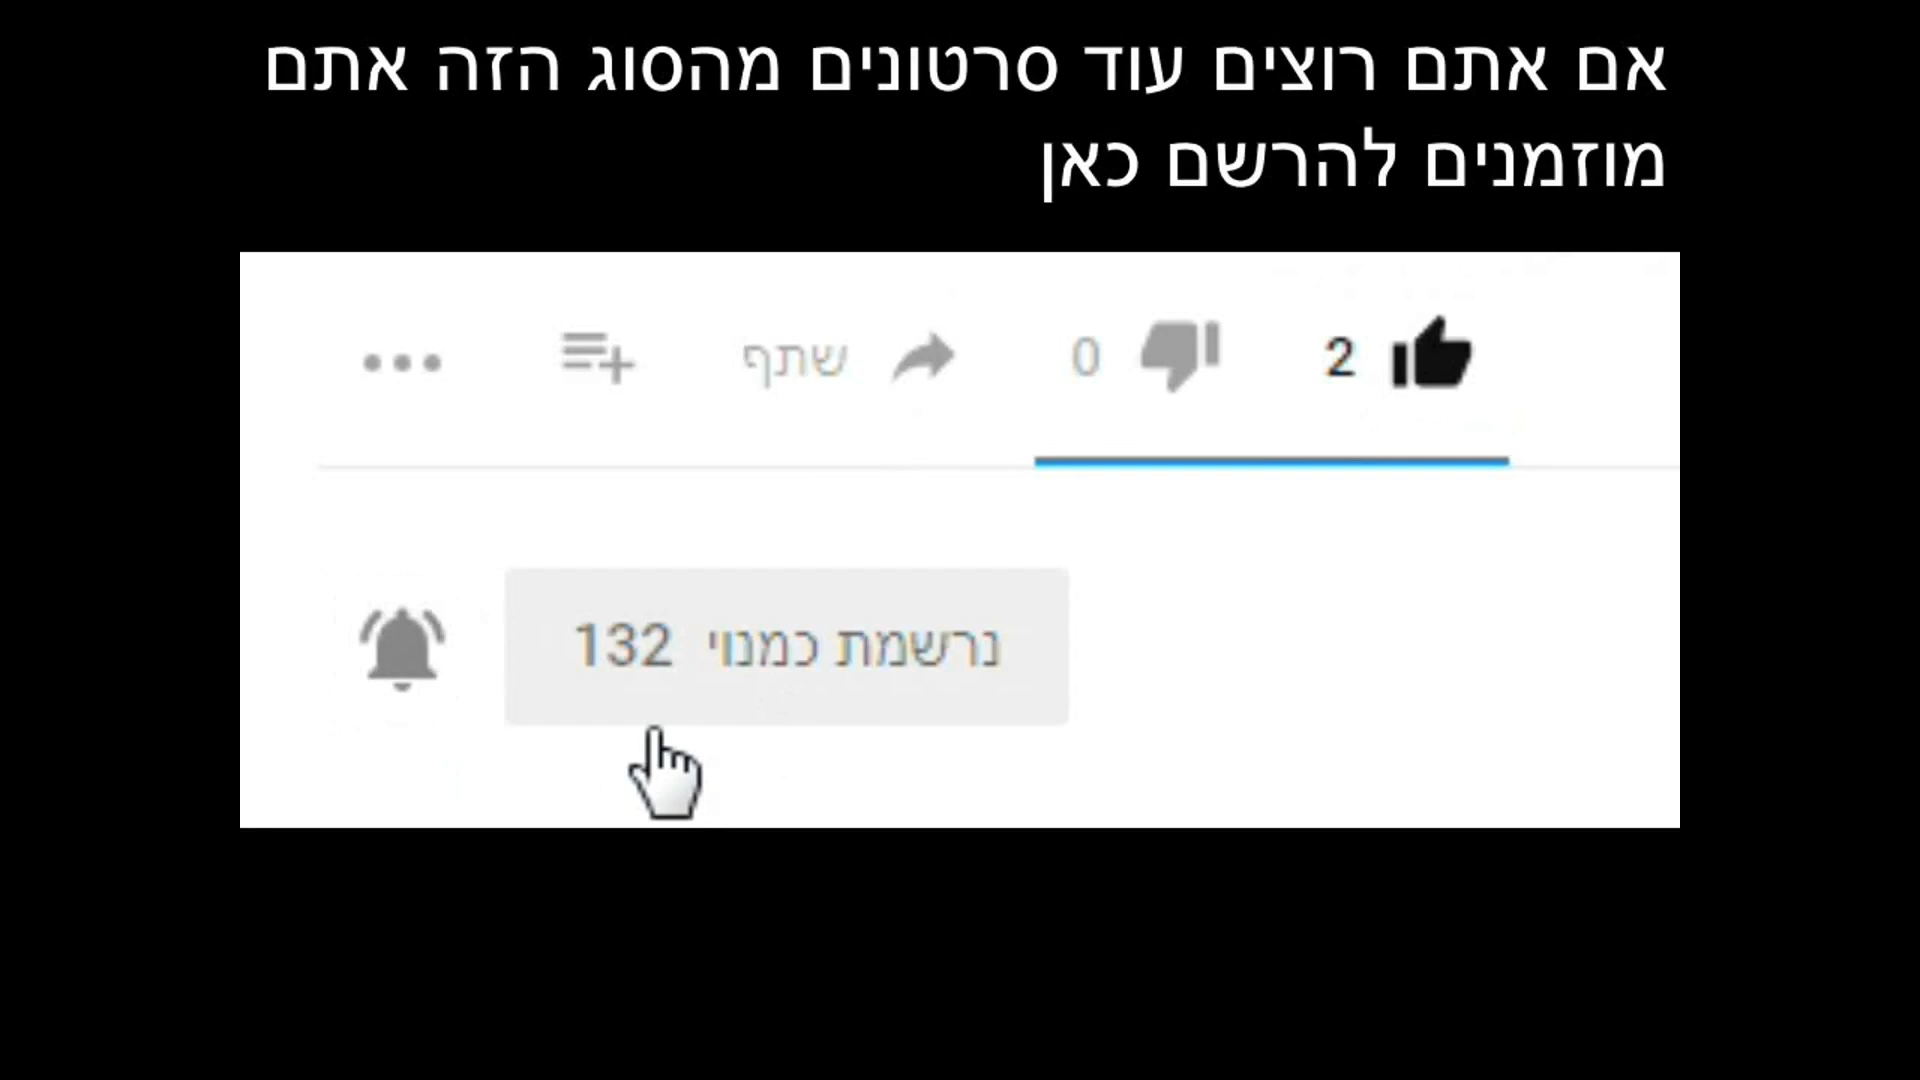 אם אתם רוצים עוד סרטונים מהסוג הזה אתם
מוזמנים להרשם כאן
2 0 שתף
נרשמת כמנוי 132